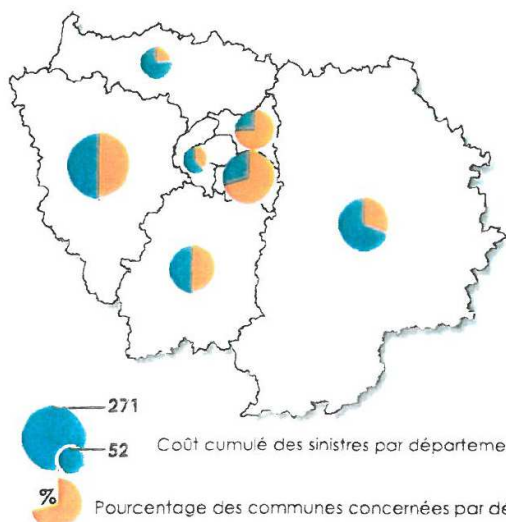 271
52
Coût cumulé des sinistres par départeme
%
Pourcentage des communes concernées par dé